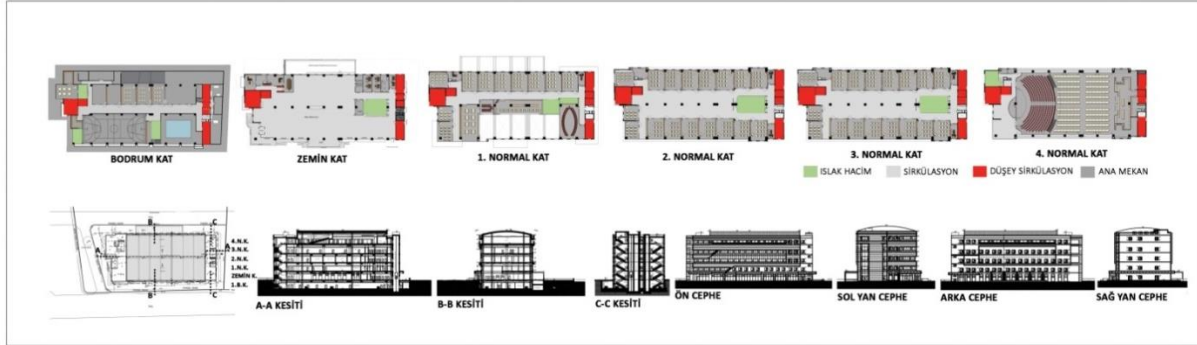 BODRUM KAT
ZEMİN KAT
1. NORMAL KAT
2. NORMAL KAT
3. NORMAL KAT
4. NORMAL KAT
ISLAK HACİM
SİRKÜLASYON
DÜŞEY SİRKÜLASYON
ANA MEKAN
B
C
A
A
4.N.K.
3.N.K.
2.N.K.
1.N.K.
ZEMİN K.
1.B.K.
B
C
A-A KESİTİ
B-B KESİTİ
C-C KESİTİ
ÖN CEPHE
SOL YAN CEPHE
ARKA CEPHE
SAĞ YAN CEPHE